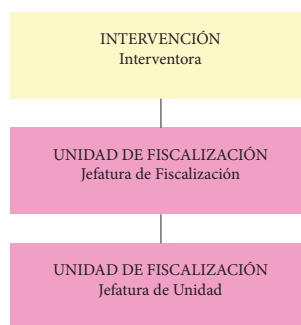 INTERVENCIÓN
Interventora
UNIDAD DE FISCALIZACIÓN
Jefatura de Fiscalización
UNIDAD DE FISCALIZACIÓN
Jefatura de Unidad